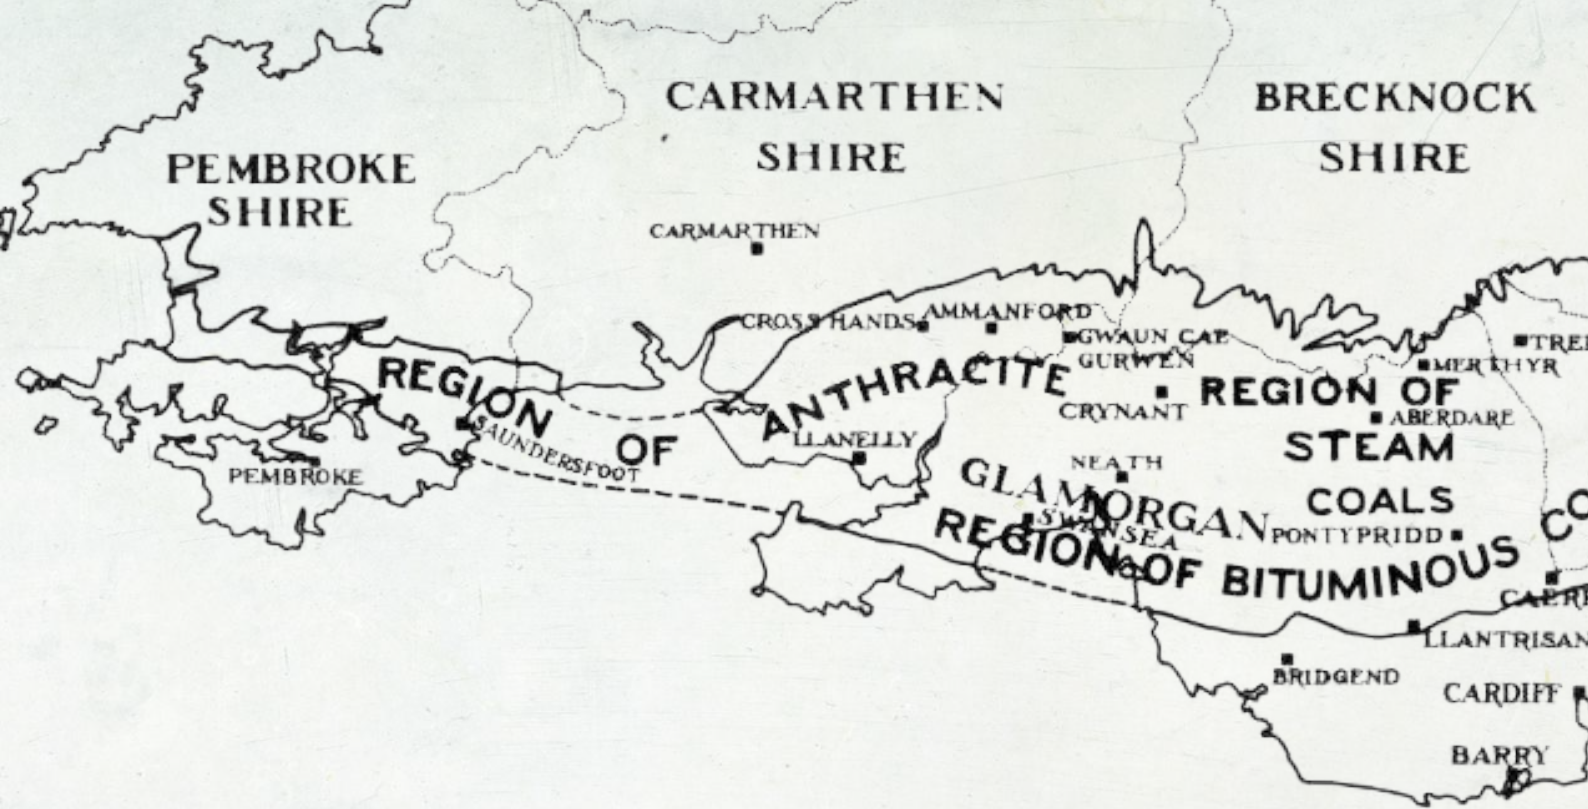 CARMARTHEN
SHIRE
BRECKNOCK
SHIRE
PEMBROKE
SHIRE
CARMARTHEN
CROSS HANDS
AMMANFORD
GWAUN CAE
GURWEN
MERTHYR
REGION OF ANTHRACITE
CRYNANT
REGION OF
STEAM
COALS
ABERDARE
SAUNDERSFOOT
LLANELLY
PEMBROKE
NEATH
GLAMORGAN
SWANSEA
PONTYPRIDD
REGION OF BITUMINOUS
LLANTRISAN
BRIDGEND
CARDIFF
BARRY